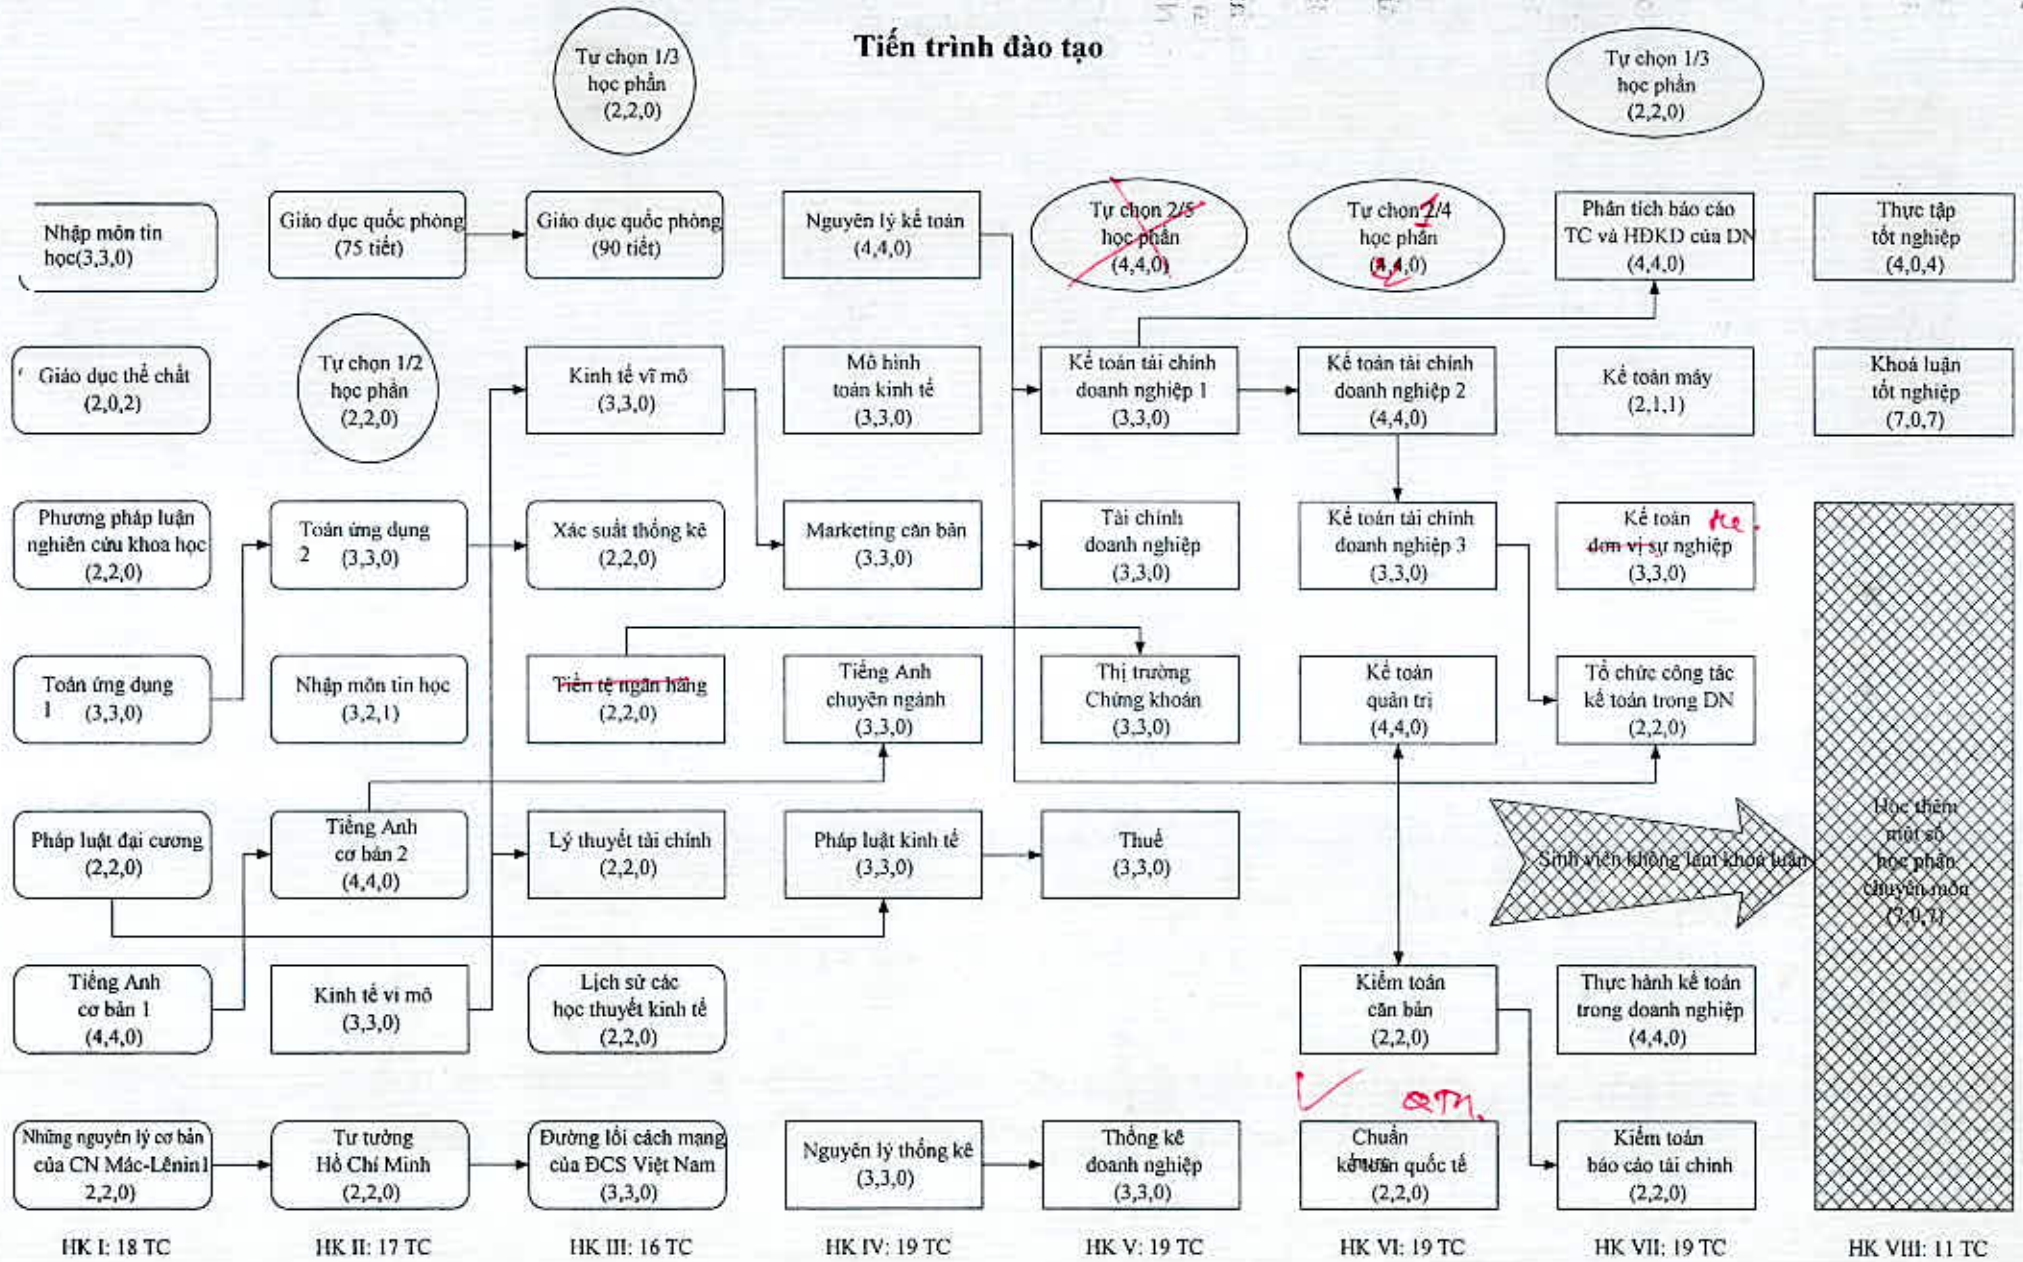 Tiến trình đào tạo
Tự chọn 1/3
học phần
(2,2,0)
Tự chọn 1/3
học phần
(2,2,0)
Nhập môn tin
học(3,3,0)
Giáo dục quốc phòng
(75 tiết)
Giáo dục quốc phòng
(90 tiết)
Nguyên lý kế toán
(4,4,0)
Tự chọn 2/5
học phần
(4,4,0)
Tự chọn 2/4
học phần
(4,4,0)
Phân tích báo cáo
TC và HĐKD của DN
(4,4,0)
Thực tập
tốt nghiệp
(4,0,4)
Giáo dục thể chất
(2,0,2)
Tự chọn 1/2
học phần
(2,2,0)
Kinh tế vĩ mô
(3,3,0)
Mô hình
toán kinh tế
(3,3,0)
Kế toán tài chính
doanh nghiệp 1
(3,3,0)
Kế toán tài chính
doanh nghiệp 2
(4,4,0)
Kế toán máy
(2,1,1)
Khoá luận
tốt nghiệp
(7,0,7)
Phương pháp luận
nghiên cứu khoa học
(2,2,0)
Toán ứng dụng
2 (3,3,0)
Xác suất thống kê
(2,2,0)
Marketing căn bản
(3,3,0)
Tài chính
doanh nghiệp
(3,3,0)
Kế toán tài chính
doanh nghiệp 3
(3,3,0)
Kế toán
đơn vị sự nghiệp
(3,3,0)
Toán ứng dụng
1 (3,3,0)
Nhập môn tin học
(3,2,1)
Tiền tệ ngân hàng
(2,2,0)
Tiếng Anh
chuyên ngành
(3,3,0)
Thị trường
Chứng khoán
(3,3,0)
Kế toán
quản trị
(4,4,0)
Tổ chức công tác
kế toán trong DN
(2,2,0)
Pháp luật đại cương
(2,2,0)
Tiếng Anh
cơ bản 2
(4,4,0)
Lý thuyết tài chính
(2,2,0)
Pháp luật kinh tế
(3,3,0)
Thuế
(3,3,0)
Sinh viên không làm khoá luận
Học thêm
một số
học phần
chuyên môn
(7,0,7)
Tiếng Anh
cơ bản 1
(4,4,0)
Kinh tế vi mô
(3,3,0)
Lịch sử các
học thuyết kinh tế
(2,2,0)
Kiểm toán
căn bản
(2,2,0)
Thực hành kế toán
trong doanh nghiệp
(4,4,0)
Những nguyên lý cơ bản
của CN Mác-Lênin1
2,2,0)
Tư tưởng
Hồ Chí Minh
(2,2,0)
Đường lối cách mạng
của ĐCS Việt Nam
(3,3,0)
Nguyên lý thống kê
(3,3,0)
Thống kê
doanh nghiệp
(3,3,0)
Chuẩn
kế toán quốc tế
(2,2,0)
Kiểm toán
báo cáo tài chính
(2,2,0)
HK I: 18 TC
HK II: 17 TC
HK III: 16 TC
HK IV: 19 TC
HK V: 19 TC
HK VI: 19 TC
HK VII: 19 TC
HK VIII: 11 TC